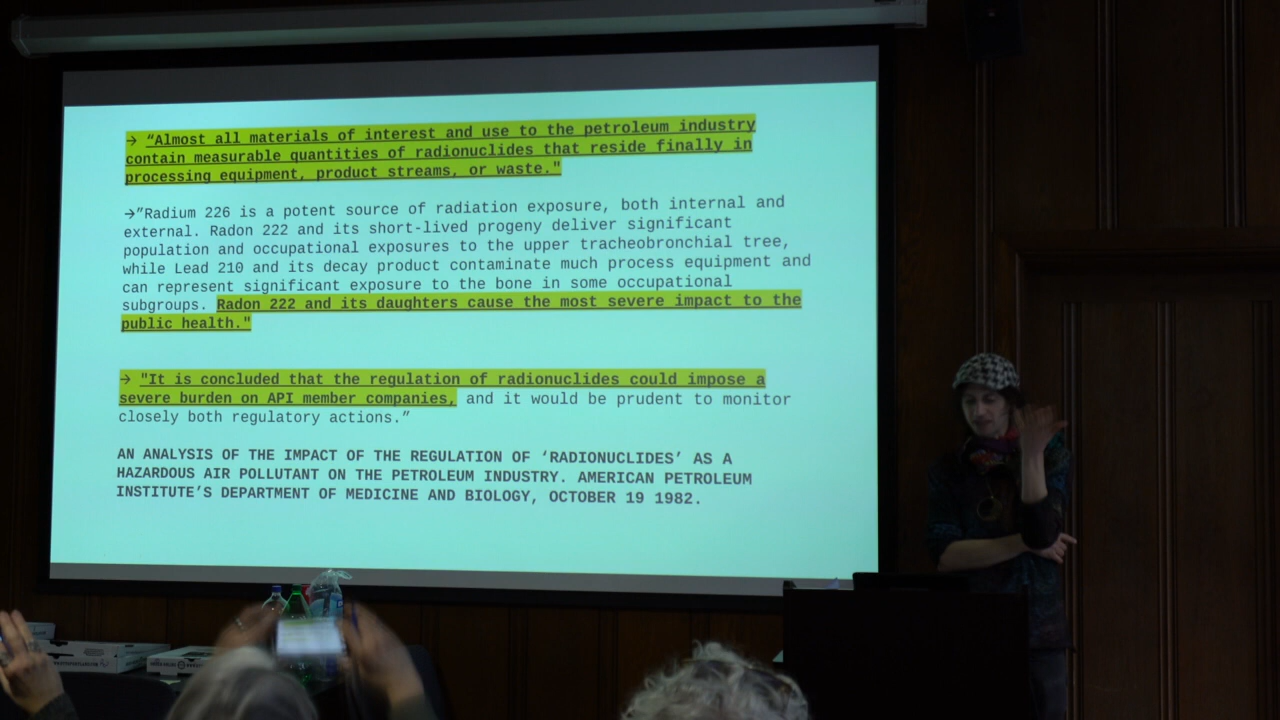 → “Almost all materials of interest and use to the petroleum industry
contain measurable quantities of radionuclides that reside finally in
processing equipment, product streams, or waste."
→”Radium 226 is a potent source of radiation exposure, both internal and
external. Radon 222 and its short-lived progeny deliver significant
population and occupational exposures to the upper tracheobronchial tree,
while Lead 210 and its decay product contaminate much process equipment and
can represent significant exposure to the bone in some occupational
subgroups. Radon 222 and its daughters cause the most severe impact to the
public health."
→ "It is concluded that the regulation of radionuclides could impose a
severe burden on API member companies, and it would be prudent to monitor
closely both regulatory actions.”
AN ANALYSIS OF THE IMPACT OF THE REGULATION OF ‘RADIONUCLIDES’ AS A
HAZARDOUS AIR POLLUTANT ON THE PETROLEUM INDUSTRY. AMERICAN PETROLEUM
INSTITUTE’S DEPARTMENT OF MEDICINE AND BIOLOGY, OCTOBER 19 1982.